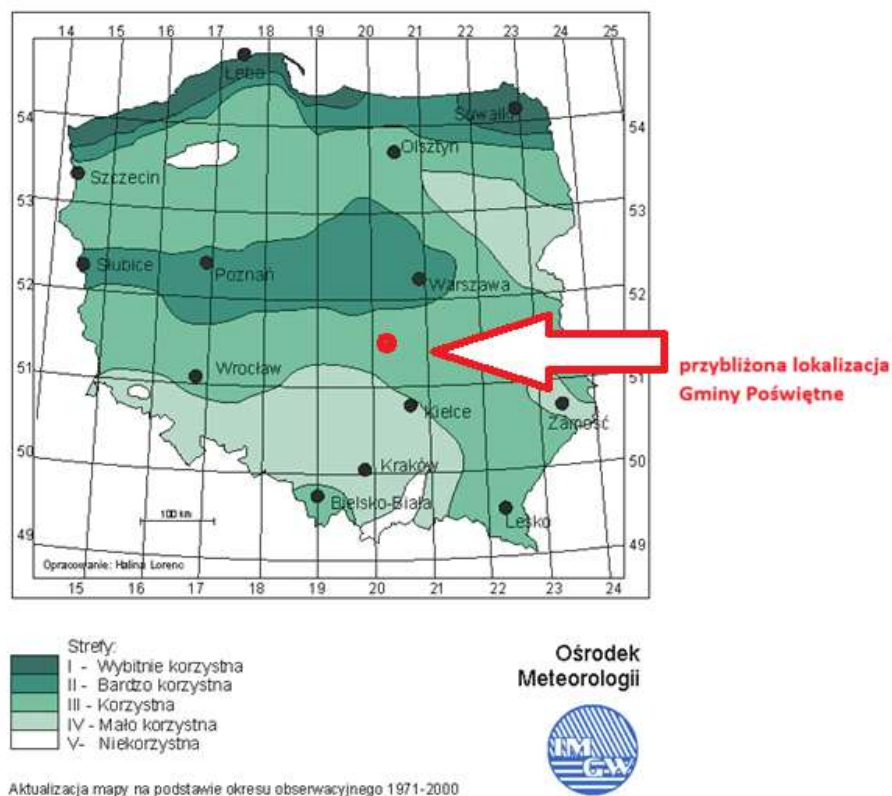 14 15 16 17 18 19 20 21 22 23 24 25
Łeba
54
Suwałki
54
Olsztyn
Szczecin
53
53
Słubice
Poznań
Warszawa
52
52
51
Wrocław
51
przybliżona lokalizacja
Gminy Poświętne
Kielce
Zamość
50
Kraków
50
Bielsko-Biała
Lesko
100 km
49
49
Opracowanie: Halina Lorenc
15 16 17 18 19 20 21 22 23 24
Strefy:
I - Wybitnie korzystna
II - Bardzo korzystna
III - Korzystna
IV - Mało korzystna
V- Niekorzystna
Ośrodek
Meteorologii
IM
GW
Aktualizacja mapy na podstawie okresu obserwacyjnego 1971-2000